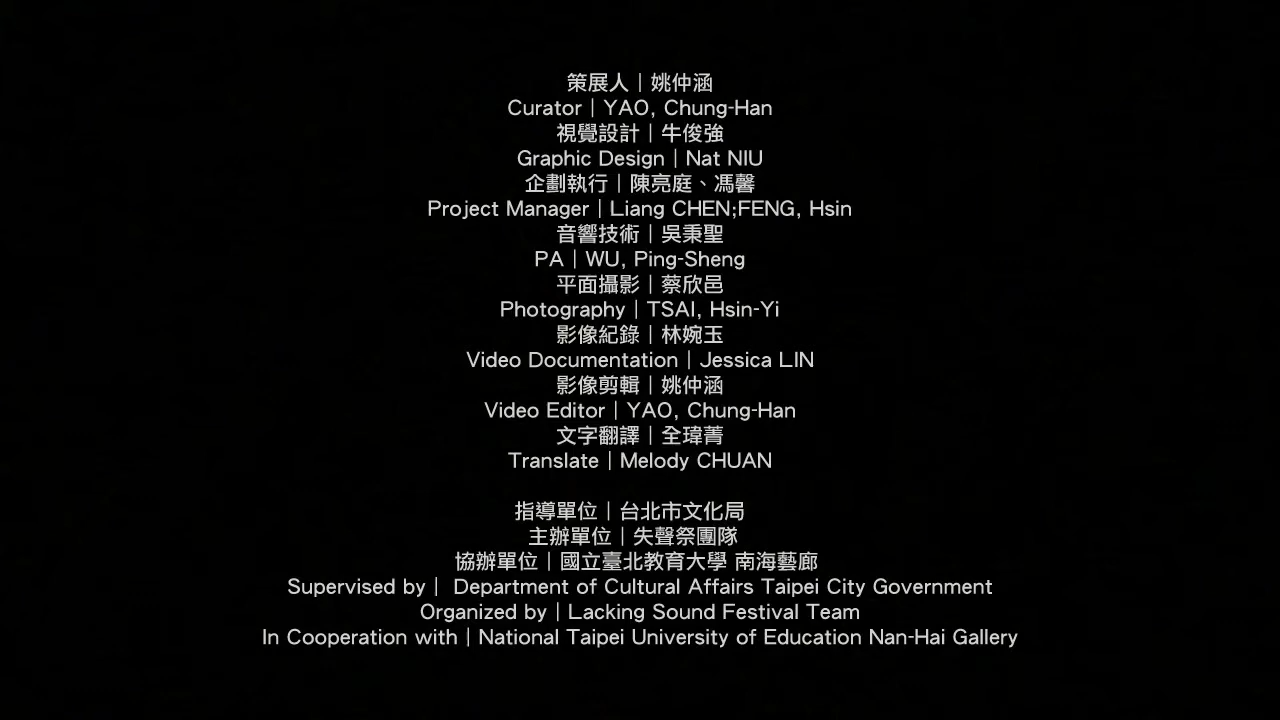 策展人｜姚仲涵
Curator｜YAO, Chung-Han
視覺設計｜牛俊強
Graphic Design｜Nat NIU
企劃執行｜陳亮庭、馮馨
Project Manager｜Liang CHEN;FENG, Hsin
音響技術｜吳秉聖
PA｜WU, Ping-Sheng
平面攝影｜蔡欣邑
Photography｜TSAI, Hsin-Yi
影像紀錄｜林婉玉
Video Documentation｜Jessica LIN
影像剪輯｜姚仲涵
Video Editor｜YAO, Chung-Han
文字翻譯｜全瑋菁
Translate｜Melody CHUAN
指導單位｜台北市文化局
主辦單位｜失聲祭團隊
協辦單位｜國立臺北教育大學 南海藝廊
Supervised by｜ Department of Cultural Affairs Taipei City Government
Organized by｜Lacking Sound Festival Team
In Cooperation with｜National Taipei University of Education Nan-Hai Gallery